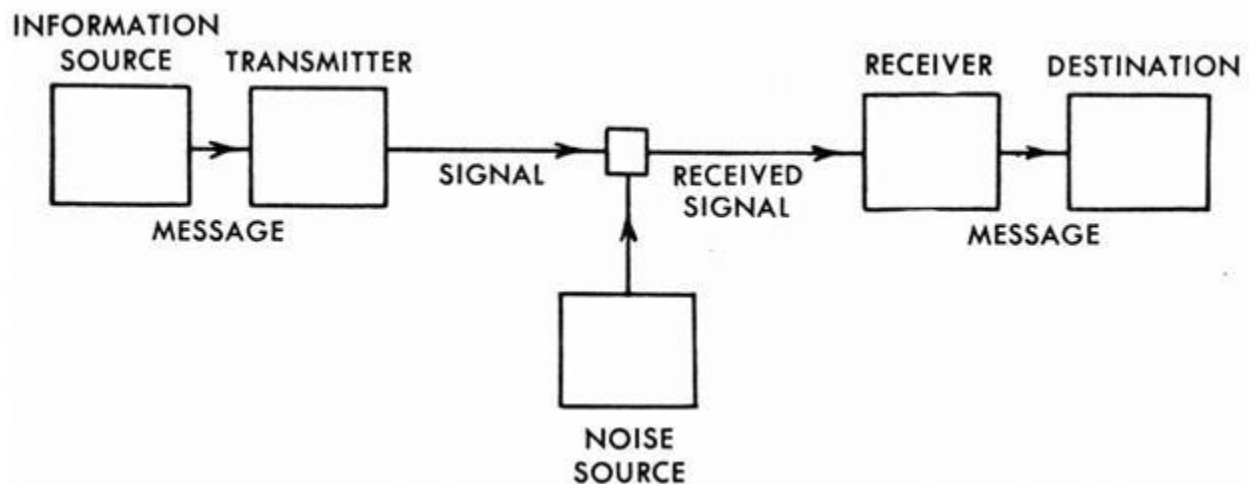 INFORMATION
SOURCE
TRANSMITTER
RECEIVER
DESTINATION
SIGNAL
RECEIVED
SIGNAL
MESSAGE
MESSAGE
NOISE
SOURCE